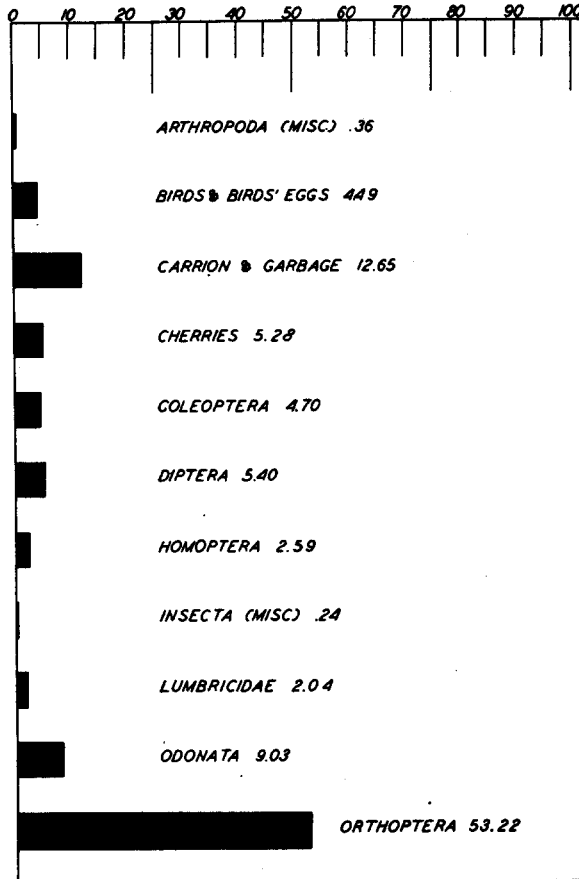 0 10 20 30 40 50 60 70 80 90 100
ARTHROPODA (MISC) .36
BIRDS & BIRDS' EGGS 4.49
CARRION & GARBAGE 12.65
CHERRIES 5.28
COLEOPTERA 4.70
DIPTERA 5.40
HOMOPTERA 2.59
INSECTA (MISC) .24
LUMBRICIDAE 2.04
ODONATA 9.03
ORTHOPTERA 53.22